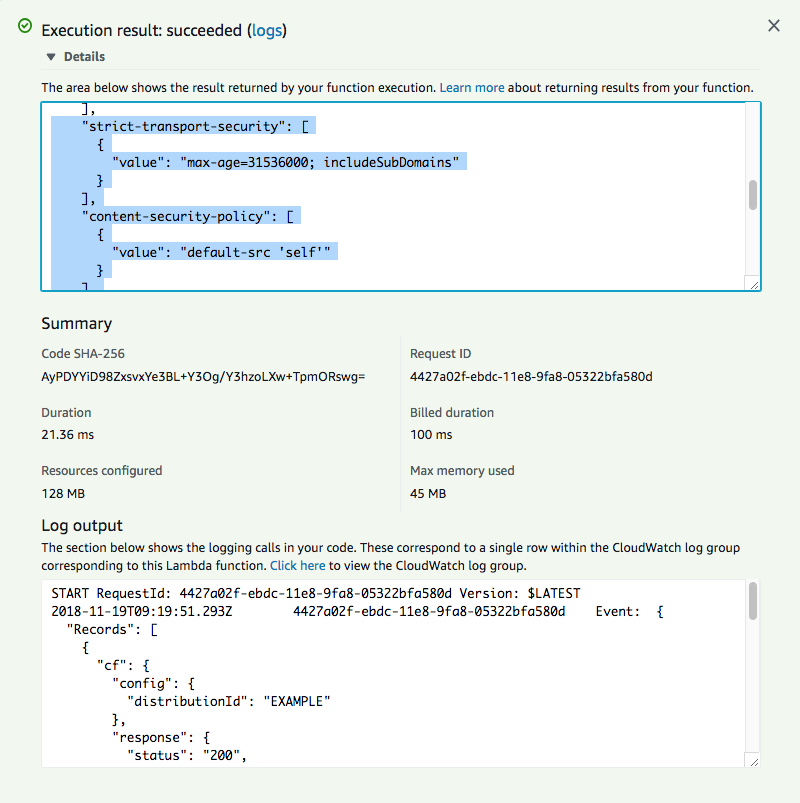 Execution result: succeeded (logs)
Details
The area below shows the result returned by your function execution. Learn more about returning results from your function.
],
"strict-transport-security": [
{
"value": "max-age=31536000; includeSubDomains"
}
],
"content-security-policy": [
{
"value": "default-src 'self'"
}
]
Summary
Code SHA-256
Request ID
AyPDYYiD98ZxsvxYe3BL+Y3Og/Y3hzoLXw+TpmORswg=
4427a02f-ebdc-11e8-9fa8-05322bfa580d
Duration
Billed duration
21.36 ms
100 ms
Resources configured
Max memory used
128 MB
45 MB
Log output
The section below shows the logging calls in your code. These correspond to a single row within the CloudWatch log group
corresponding to this Lambda function. Click here to view the CloudWatch log group.
START RequestId: 4427a02f-ebdc-11e8-9fa8-05322bfa580d Version: $LATEST
2018-11-19T09:19:51.293Z 4427a02f-ebdc-11e8-9fa8-05322bfa580d Event: {
"Records": [
{
"cf": {
"config": {
"distributionId": "EXAMPLE"
},
"response": {
"status": "200",